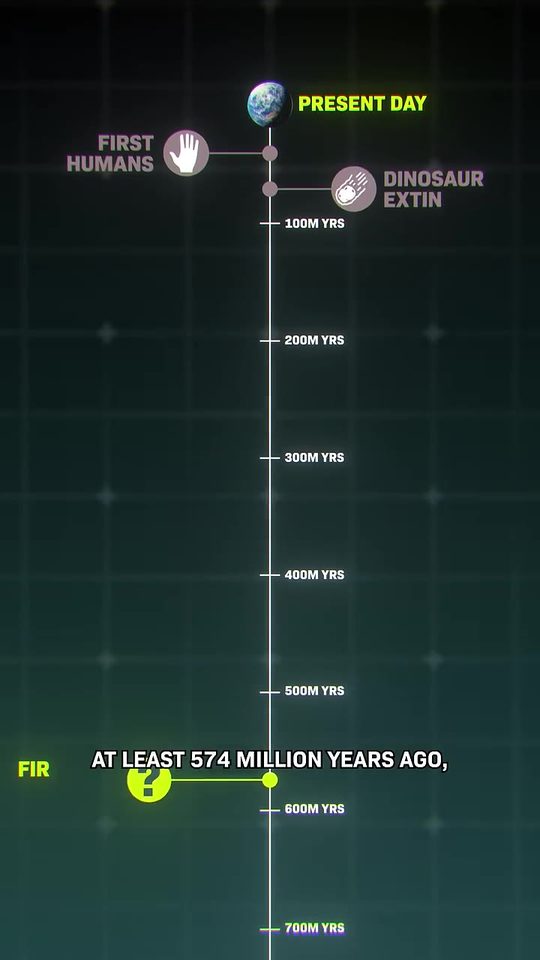 PRESENT DAY
FIRST
HUMANS
DINOSAUR
EXTIN
100M YRS
200M YRS
300M YRS
400M YRS
500M YRS
AT LEAST 574 MILLION YEARS AGO,
FIR
?
600M YRS
700M YRS